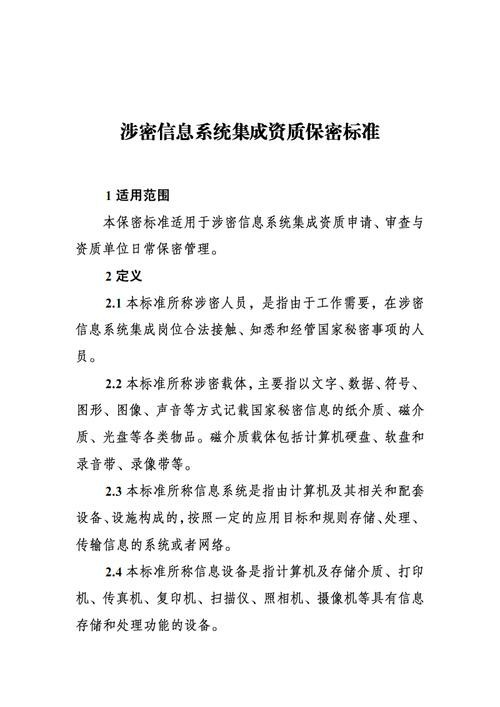 涉密信息系统集成资质保密标准
1 适用范围
本保密标准适用于涉密信息系统集成资质申请、审查与
资质单位日常保密管理。
2 定义
2.1 本标准所称涉密人员，是指由于工作需要，在涉密
信息系统集成岗位合法接触、知悉和经管国家秘密事项的人
员。
2.2 本标准所称涉密载体，主要指以文字、数据、符号、
图形、图像、声音等方式记载国家秘密信息的纸介质、磁介
质、光盘等各类物品。磁介质载体包括计算机硬盘、软盘和
录音带、录像带等。
2.3 本标准所称信息系统是指由计算机及其相关和配套
设备、设施构成的，按照一定的应用目标和规则存储、处理、
传输信息的系统或者网络。
2.4 本标准所称信息设备是指计算机及存储介质、打印
机、传真机、复印机、扫描仪、照相机、摄像机等具有信息
存储和处理功能的设备。